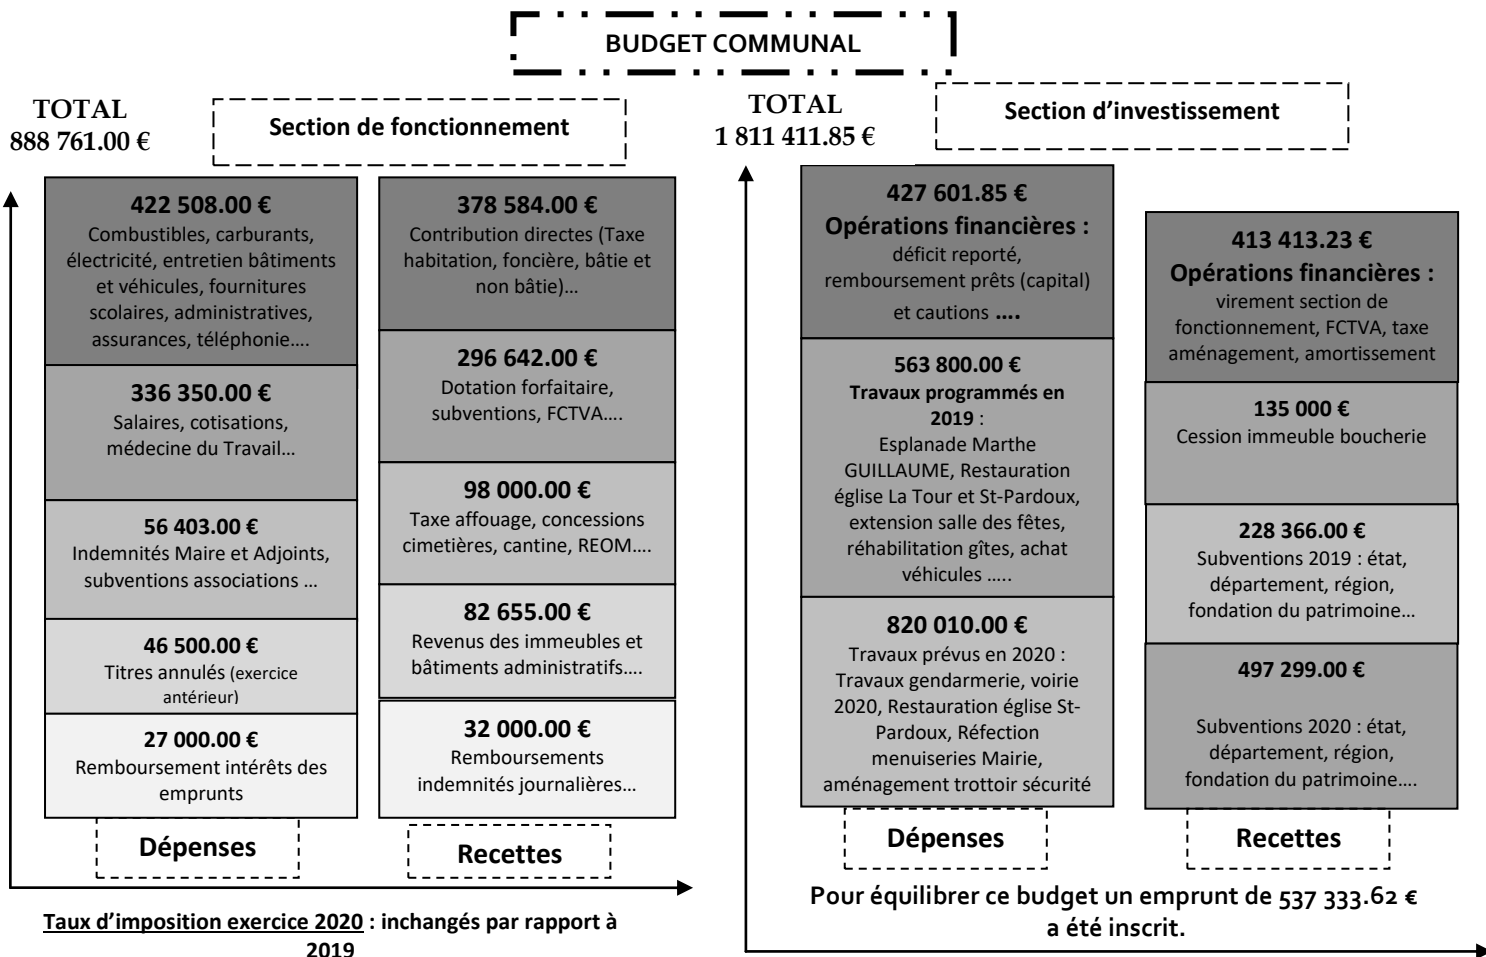 BUDGET COMMUNAL
TOTAL
888 761.00 €
Section de fonctionnement
422 508.00 €
Combustibles, carburants,
électricité, entretien bâtiments
et véhicules, fournitures
scolaires, administratives,
assurances, téléphonie….
336 350.00 €
Salaires, cotisations,
médecine du Travail…
56 403.00 €
Indemnités Maire et Adjoints,
subventions associations …
46 500.00 €
Titres annulés (exercice
antérieur)
27 000.00 €
Remboursement intérêts des
emprunts
Dépenses
378 584.00 €
Contribution directes (Taxe
habitation, foncière, bâtie et
non bâtie)…
296 642.00 €
Dotation forfaitaire,
subventions, FCTVA….
98 000.00 €
Taxe affouage, concessions
cimetières, cantine, REOM….
82 655.00 €
Revenus des immeubles et
bâtiments administratifs….
32 000.00 €
Remboursements
indemnités journalières…
Recettes
Taux d’imposition exercice 2020 : inchangés par rapport à
2019
TOTAL
1 811 411.85 €
Section d’investissement
427 601.85 €
Opérations financières :
déficit reporté,
remboursement prêts (capital)
et cautions ….
563 800.00 €
Travaux programmés en
2019 :
Esplanade Marthe
GUILLAUME, Restauration
église La Tour et St-Pardoux,
extension salle des fêtes,
réhabilitation gîtes, achat
véhicules …..
820 010.00 €
Travaux prévus en 2020 :
Travaux gendarmerie, voirie
2020, Restauration église St-
Pardoux, Réfection
menuiseries Mairie,
aménagement trottoir sécurité
Dépenses
413 413.23 €
Opérations financières :
virement section de
fonctionnement, FCTVA, taxe
aménagement, amortissement
135 000 €
Cession immeuble boucherie
228 366.00 €
Subventions 2019 : état,
département, région,
fondation du patrimoine…
497 299.00 €
Subventions 2020 : état,
département, région,
fondation du patrimoine….
Recettes
Pour équilibrer ce budget un emprunt de 537 333.62 €
a été inscrit.